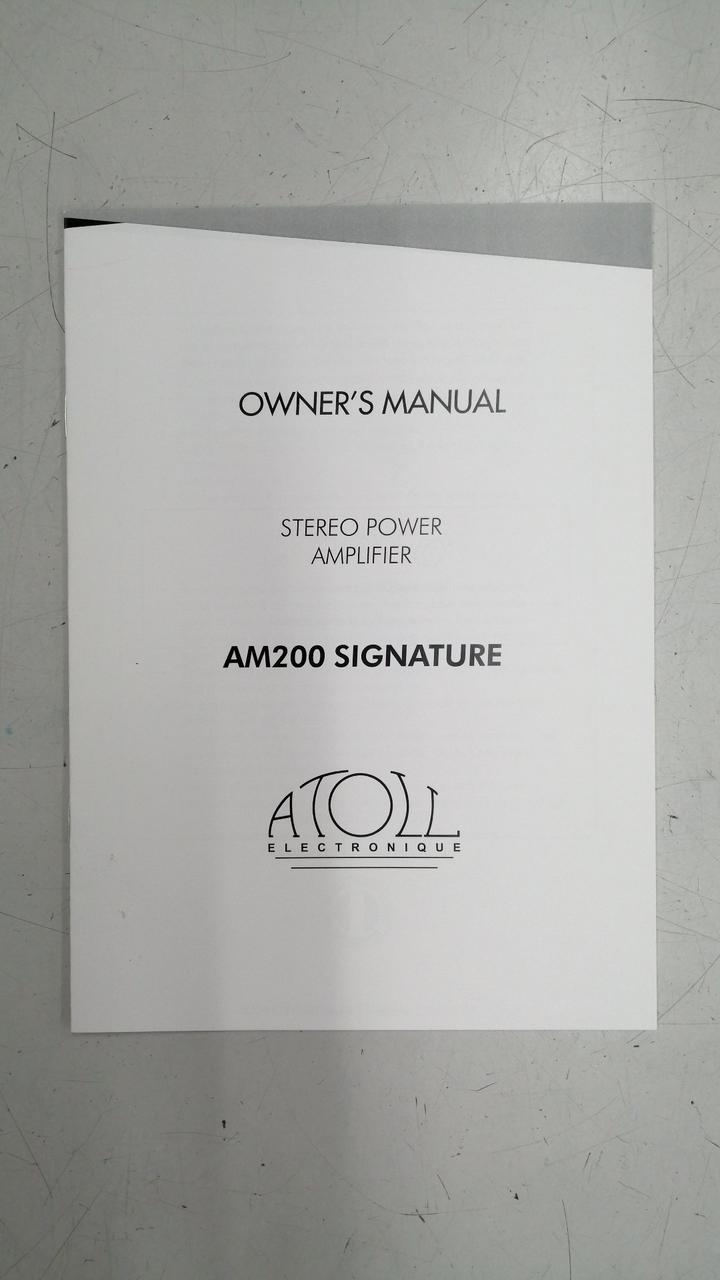 OWNER'S MANUAL
STEREO POWER
AMPLIFIER
AM200 SIGNATURE
ATOLL
ELECTRONIQUE